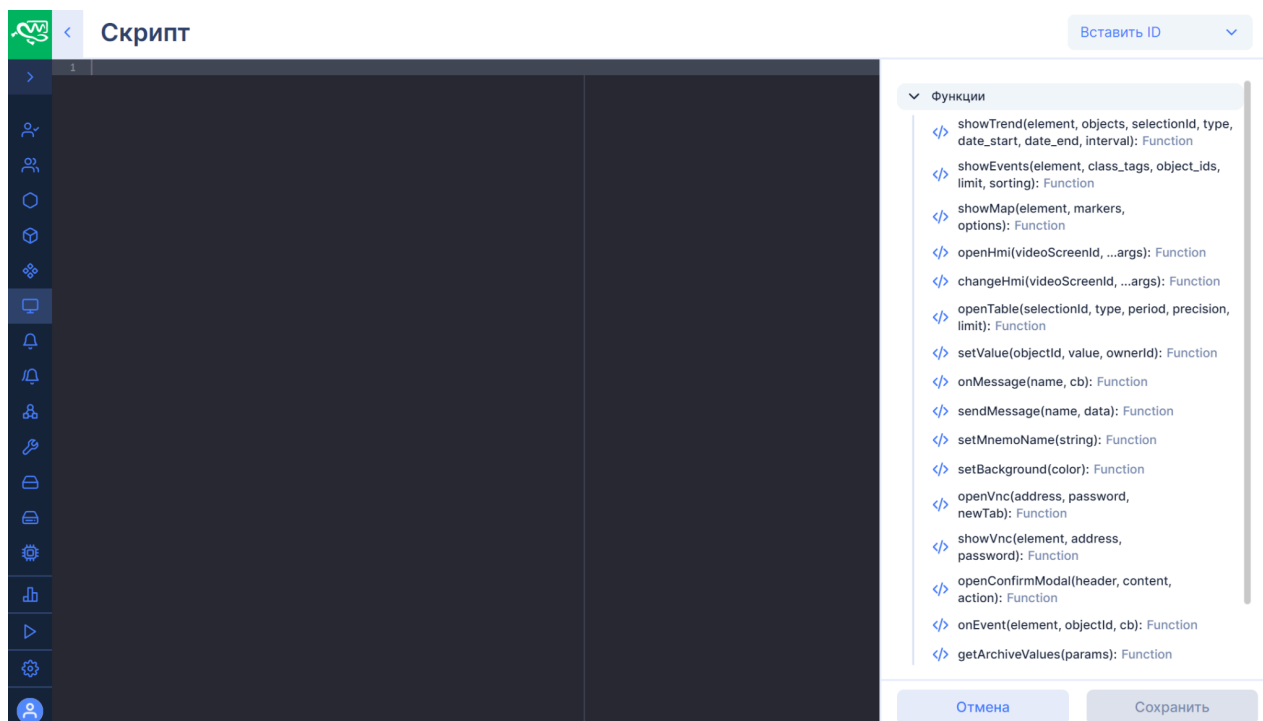 Скрипт
Вставить ID
1
Функции
showTrend(element, objects, selectionId, type,
date_start, date_end, interval): Function
showEvents(element, class_tags, object_ids,
limit, sorting): Function
showMap(element, markers,
options): Function
openHmi(videoScreenId, ...args): Function
changeHmi(videoScreenId, ...args): Function
openTable(selectionId, type, period, precision,
limit): Function
setValue(objectId, value, ownerId): Function
onMessage(name, cb): Function
sendMessage(name, data): Function
setMnemoName(string): Function
setBackground(color): Function
openVnc(address, password,
newTab): Function
showVnc(element, address,
password): Function
openConfirmModal(header, content,
action): Function
onEvent(element, objectId, cb): Function
getArchiveValues(params): Function
Отмена
Сохранить